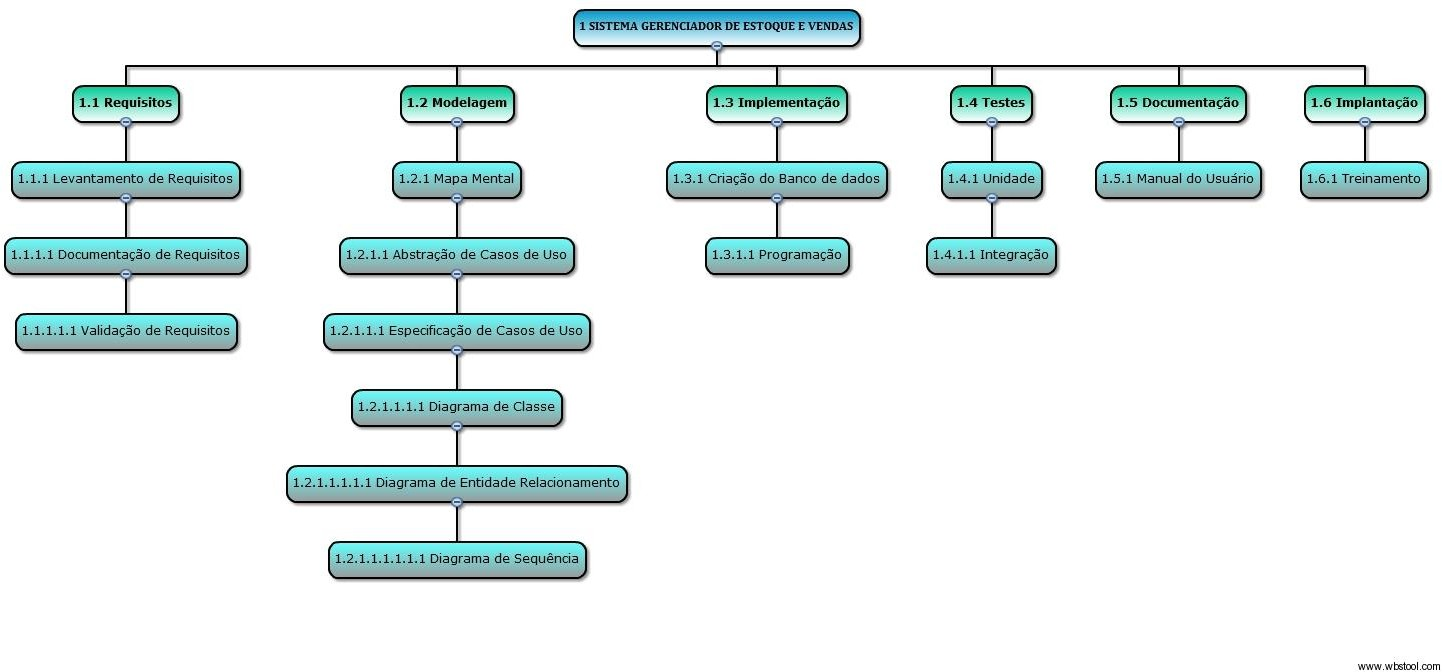 1 SISTEMA GERENCIADOR DE ESTOQUE E VENDAS
1.1 Requisitos
1.2 Modelagem
1.3 Implementação
1.4 Testes
1.5 Documentação
1.6 Implantação
1.1.1 Levantamento de Requisitos
1.2.1 Mapa Mental
1.3.1 Criação do Banco de dados
1.4.1 Unidade
1.5.1 Manual do Usuário
1.6.1 Treinamento
1.1.1.1 Documentação de Requisitos
1.2.1.1 Abstração de Casos de Uso
1.3.1.1 Programação
1.4.1.1 Integração
1.1.1.1.1 Validação de Requisitos
1.2.1.1.1 Especificação de Casos de Uso
1.2.1.1.1.1 Diagrama de Classe
1.2.1.1.1.1.1 Diagrama de Entidade Relacionamento
1.2.1.1.1.1.1.1 Diagrama de Sequência
www.wbstool.com